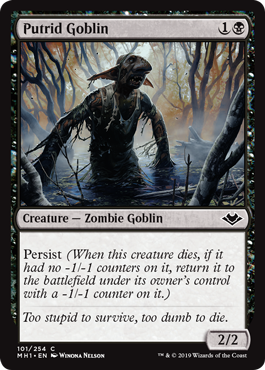 Putrid Goblin 1
Creature — Zombie Goblin
Persist (When this creature dies, if it
had no -1/-1 counters on it, return it to
the battlefield under its owner's control
with a -1/-1 counter on it.)
Too stupid to survive, too dumb to die.
2/2
101/254 C
MH1 • EN Winona Nelson
™ & © 2019 Wizards of the Coast